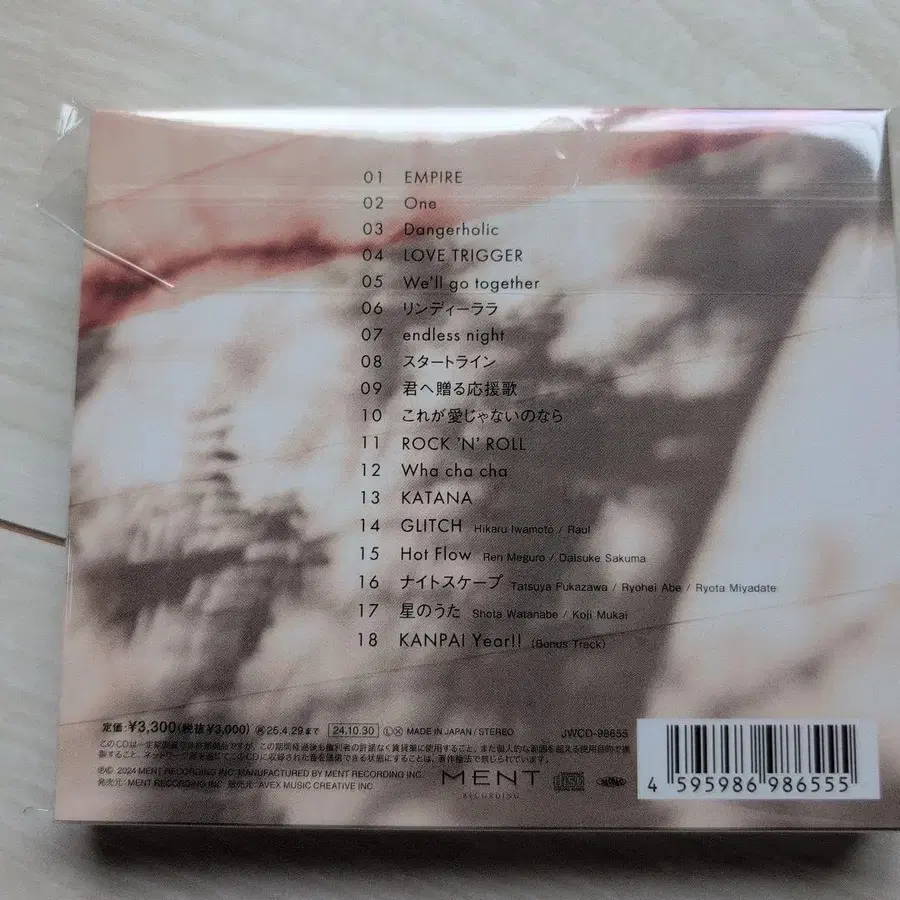 01 EMPIRE
02 One
03 Dangerholic
04 LOVE TRIGGER
05 We'll go together
06 リンディーララ
07 endless night
08 スタートライン
09 君へ贈る応援歌
10 これが愛じゃないのなら
11 ROCK 'N' ROLL
12 Wha cha cha
13 KATANA
14 GLITCH Hikaru Iwamoto / Raul
15 Hot Flow Ren Meguro / Daisuke Sakuma
16 ナイトスケープ Tatsuya Fukazawa / Ryohei Abe / Ryota Miyadate
17 星のうた Shota Watanabe / Koji Mukai
18 KANPAI Year!! (Bonus Track)
定価:¥3,300(税抜¥3,000) 25.4.29まで 24.10.30 Ⓛ MADE IN JAPAN / STEREO JWCD-98655
℗© 2024 MENT RECORDING INC. MANUFACTURED BY MENT RECORDING INC.
発売元:MENT RECORDING INC. 販売元:AVEX MUSIC CREATIVE INC.
MENT
RECORDING
4 595986 986555